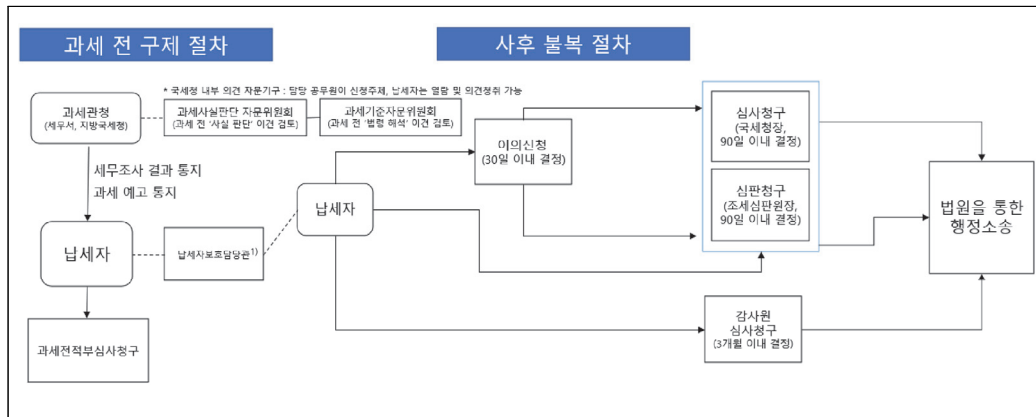 과세 전 구제 절차
사후 불복 절차
* 국세청 내부 의견 자문기구 : 담당 공무원이 신청주체, 납세자는 열람 및 의견청취 가능
과세관청
(세무서, 지방국세청)
과세사실판단 자문위원회
(과세 전 '사실 판단' 이견 검토)
과세기준자문위원회
(과세 전 '법령 해석' 이견 검토)
세무조사 결과 통지
과세 예고 통지
납세자
납세자보호담당관1)
과세전적부심사청구
납세자
이의신청
(30일 이내 결정)
심사청구
(국세청장,
90일 이내 결정)
심판청구
(조세심판원장,
90일 이내 결정)
감사원
심사청구
(3개월 이내 결정)
법원을 통한
행정소송